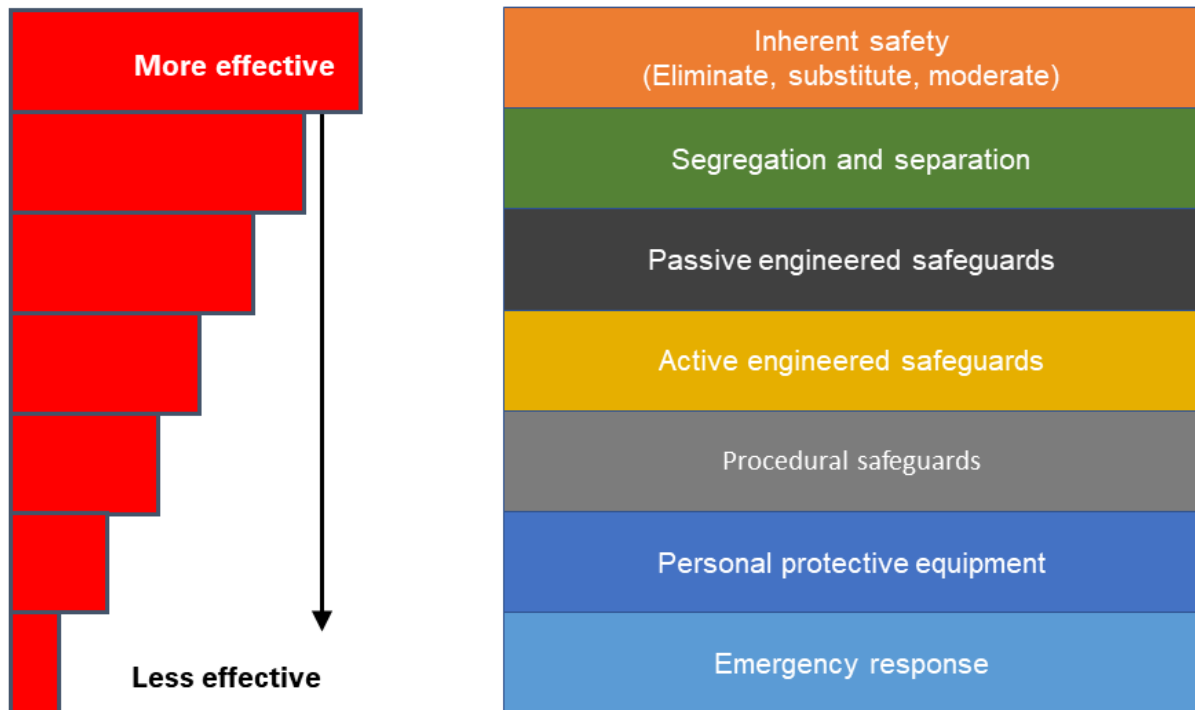 More effective
Inherent safety
(Eliminate, substitute, moderate)
Segregation and separation
Passive engineered safeguards
Active engineered safeguards
Procedural safeguards
Personal protective equipment
Emergency response
Less effective